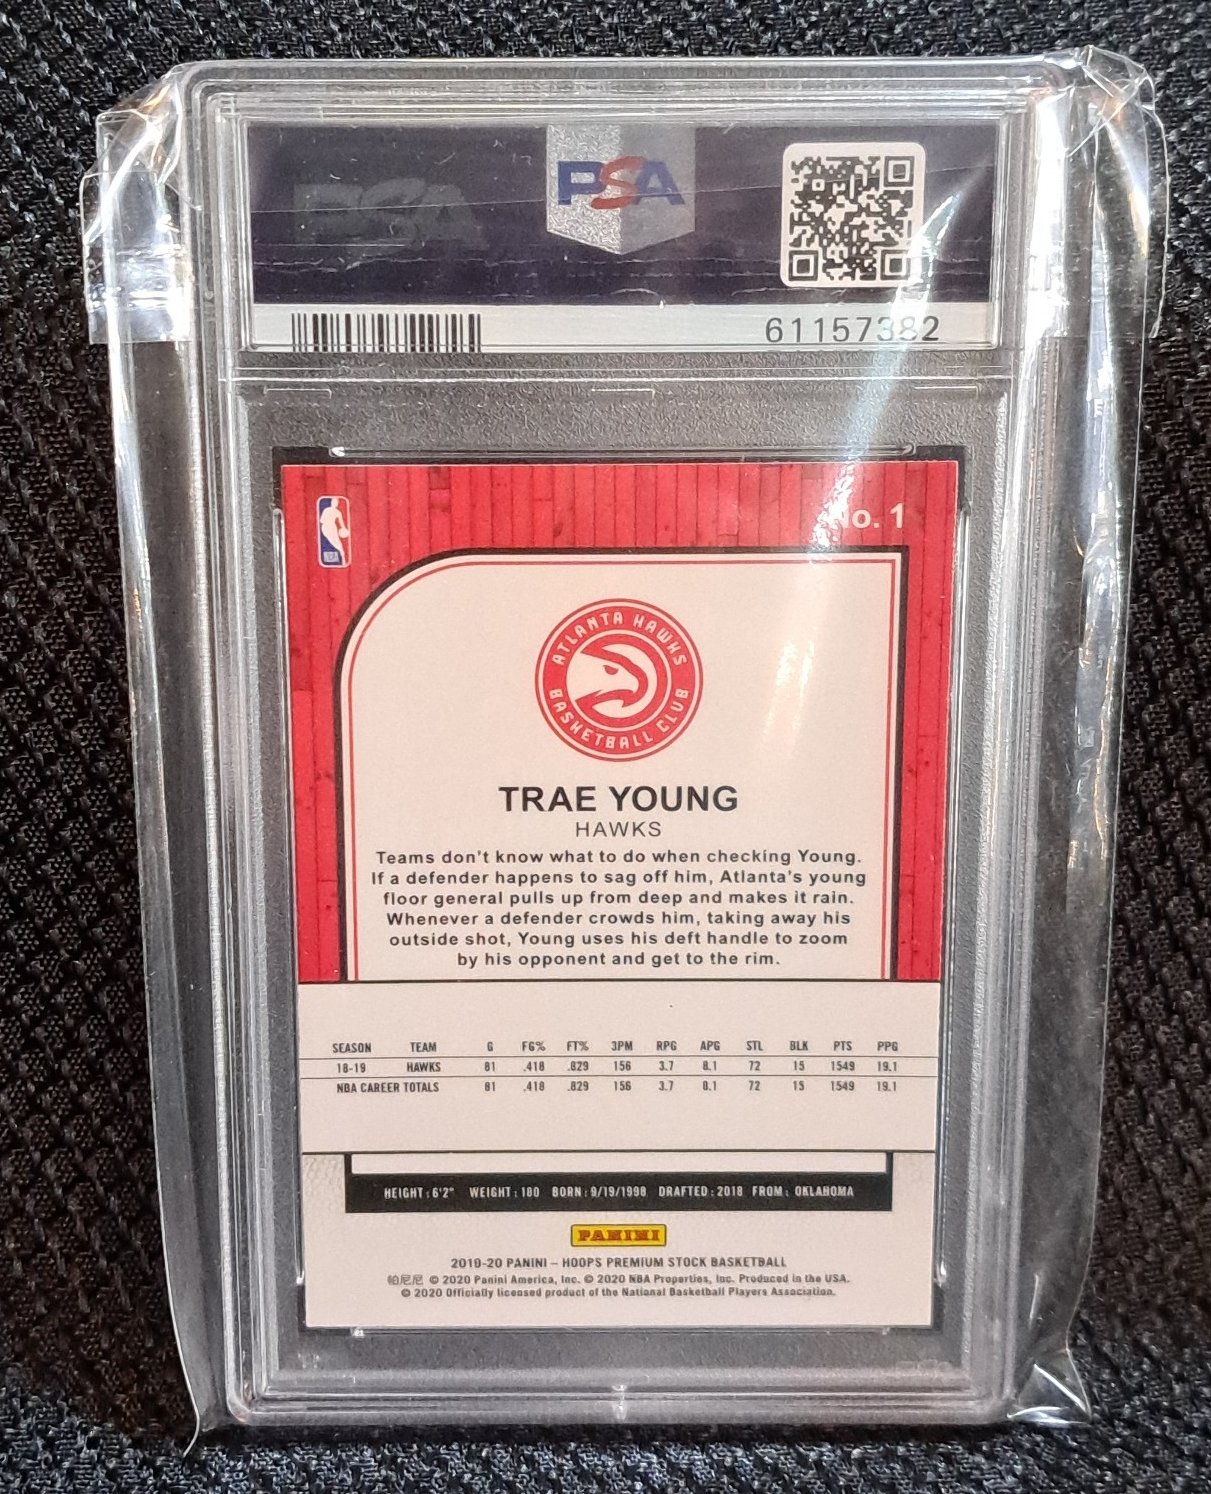 PSA
PSA
61157382
NBA
No. 1
ATLANTA HAWKS
BASKETBALL CLUB
TRAE YOUNG
HAWKS
Teams don't know what to do when checking Young.
If a defender happens to sag off him, Atlanta's young
floor general pulls up from deep and makes it rain.
Whenever a defender crowds him, taking away his
outside shot, Young uses his deft handle to zoom
by his opponent and get to the rim.
SEASON TEAM G FG% FT% 3PM RPG APG STL BLK PTS PPG
18-19 HAWKS 81 .418 .829 156 3.7 8.1 72 15 1549 19.1
NBA CAREER TOTALS 81 .418 .829 156 3.7 8.1 72 15 1549 19.1
HEIGHT: 6'2" WEIGHT: 180 BORN: 9/19/1998 DRAFTED: 2018 FROM: OKLAHOMA
PANINI
2019-20 PANINI – HOOPS PREMIUM STOCK BASKETBALL
帕尼尼 © 2020 Panini America, Inc. © 2020 NBA Properties, Inc. Produced in the USA.
© 2020 Officially licensed product of the National Basketball Players Association.